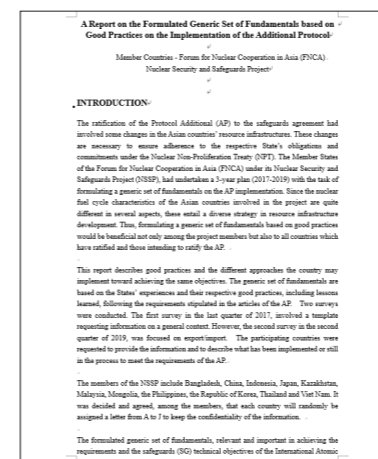 A Report on the Formulated Generic Set of Fundamentals based on
Good Practices on the Implementation of the Additional Protocol
Member Countries - Forum for Nuclear Cooperation in Asia (FNCA)
Nuclear Security and Safeguards Project
INTRODUCTION
The ratification of the Protocol Additional (AP) to the safeguards agreement had
involved some changes in the Asian countries' resource infrastructures. These changes
are necessary to ensure adherence to the respective State's obligations and
commitments under the Nuclear Non-Proliferation Treaty (NPT). The Member States
of the Forum for Nuclear Cooperation in Asia (FNCA) under its Nuclear Security and
Safeguards Project (NSSP), had undertaken a 3-year plan (2017-2019) with the task of
formulating a generic set of fundamentals on the AP implementation. Since the nuclear
fuel cycle characteristics of the Asian countries involved in the project are quite
different in several aspects, these entail a diverse strategy in resource infrastructure
development. Thus, formulating a generic set of fundamentals based on good practices
would be beneficial not only among the project members but also to all countries which
have ratified and those intending to ratify the AP.
This report describes good practices and the different approaches the country may
implement toward achieving the same objectives. The generic set of fundamentals are
based on the States' experiences and their respective good practices, including lessons
learned, following the requirements stipulated in the articles of the AP. Two surveys
were conducted. The first survey in the last quarter of 2017, involved a template
requesting information on a general context. However, the second survey in the second
quarter of 2019, was focused on export/import. The participating countries were
requested to provide the information and to describe what has been implemented or still
in the process to meet the requirements of the AP.
The members of the NSSP include Bangladesh, China, Indonesia, Japan, Kazakhstan,
Malaysia, Mongolia, the Philippines, the Republic of Korea, Thailand and Viet Nam. It
was decided and agreed, among the members, that each country will randomly be
assigned a letter from A to J to keep the confidentiality of the information.
The formulated generic set of fundamentals, relevant and important in achieving the
requirements and the safeguards (SG) technical objectives of the International Atomic